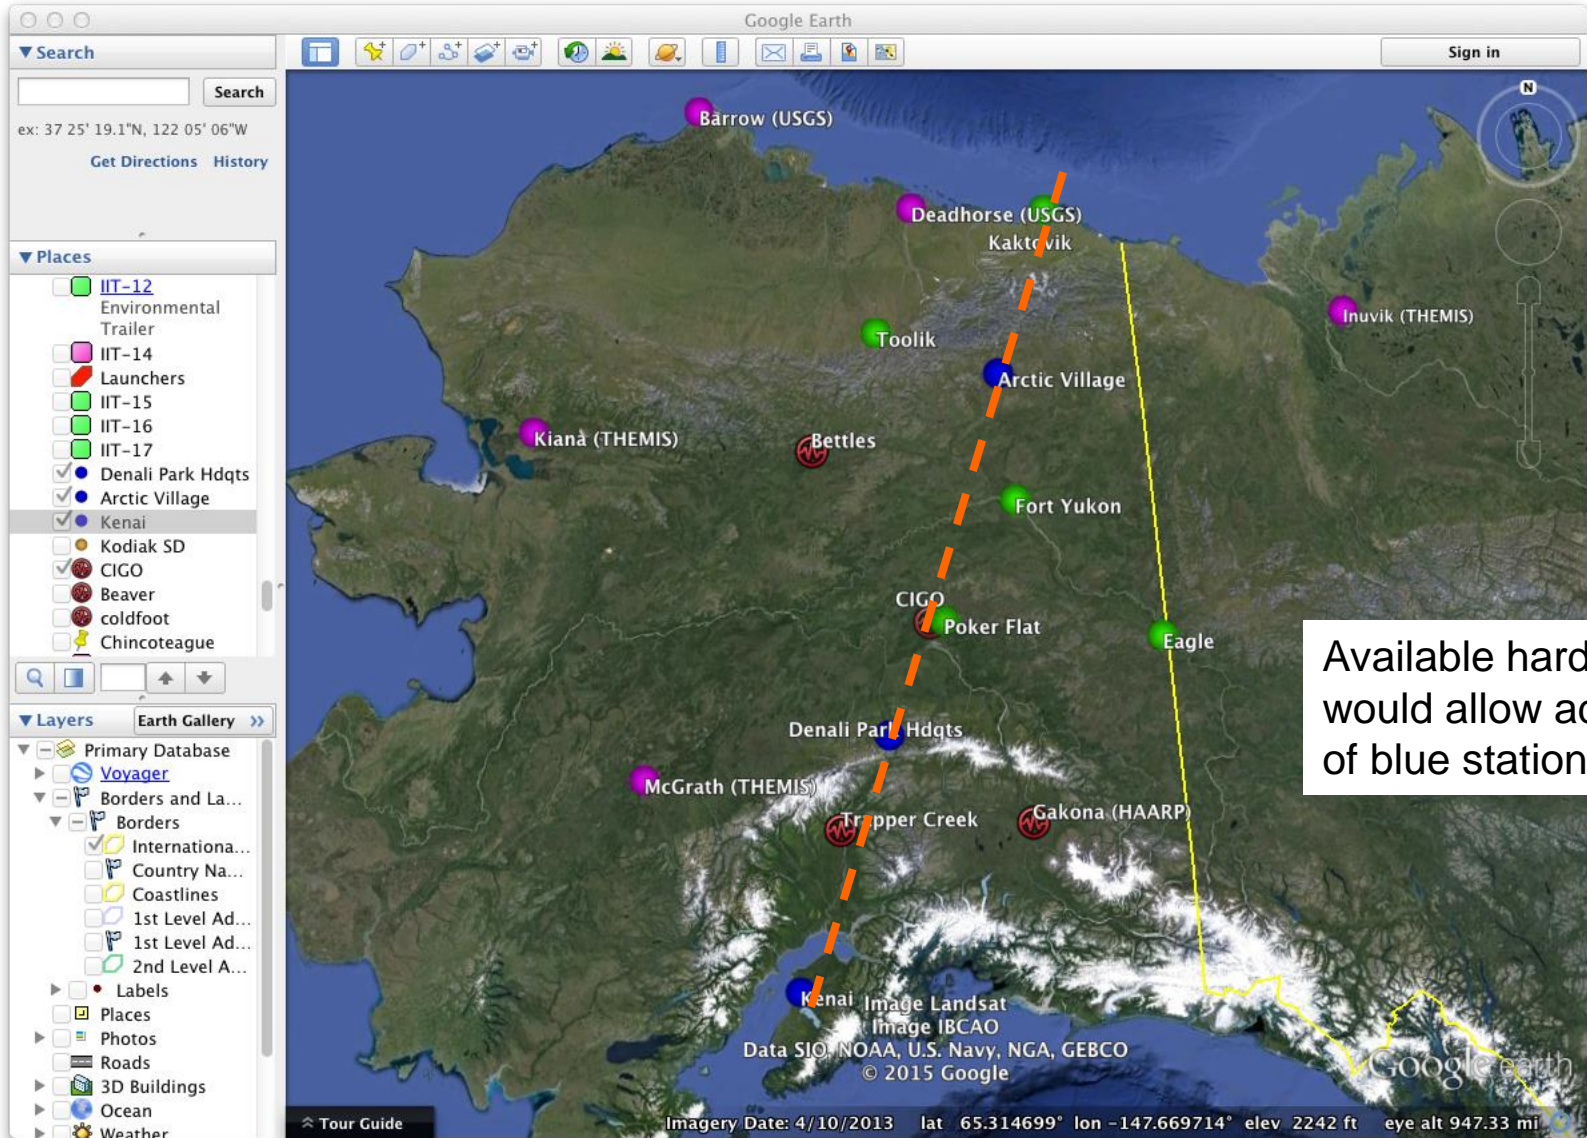 Google Earth
Search
Search
ex: 37 25' 19.1"N, 122 05' 06"W
Get Directions History
Places
IIT-12
Environmental
Trailer
IIT-14
Launchers
IIT-15
IIT-16
IIT-17
Denali Park Hdqts
Arctic Village
Kenai
Kodiak SD
CIGO
Beaver
coldfoot
Chincoteague
Layers
Earth Gallery >>
Primary Database
Voyager
Borders and La...
Borders
Internationa...
Country Na...
Coastlines
1st Level Ad...
1st Level Ad...
2nd Level A...
Labels
Places
Photos
Roads
3D Buildings
Ocean
Weather
Sign in
N
Barrow (USGS)
Deadhorse (USGS)
Kaktovik
Inuvik (THEMIS)
Toolik
Arctic Village
Kiana (THEMIS)
Bettles
Fort Yukon
CIGO
Poker Flat
Eagle
Available hard
would allow ad
of blue station
Denali Park Hdqts
McGrath (THEMIS)
Trapper Creek
Gakona (HAARP)
Kenai
Image Landsat
Image IBCAO
Data SIO, NOAA, U.S. Navy, NGA, GEBCO
© 2015 Google
Google earth
Tour Guide
Imagery Date: 4/10/2013 lat 65.314699° lon -147.669714° elev 2242 ft eye alt 947.33 mi